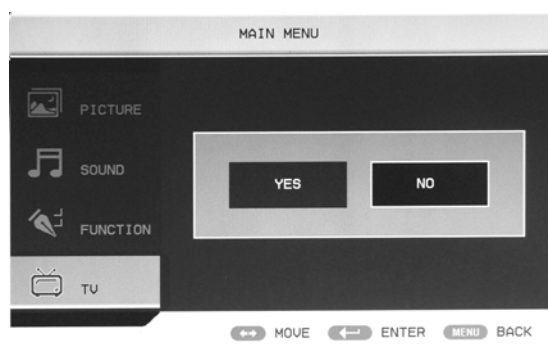 MAIN MENU
PICTURE
SOUND
FUNCTION
TV
YES NO
MOVE ENTER MENU BACK